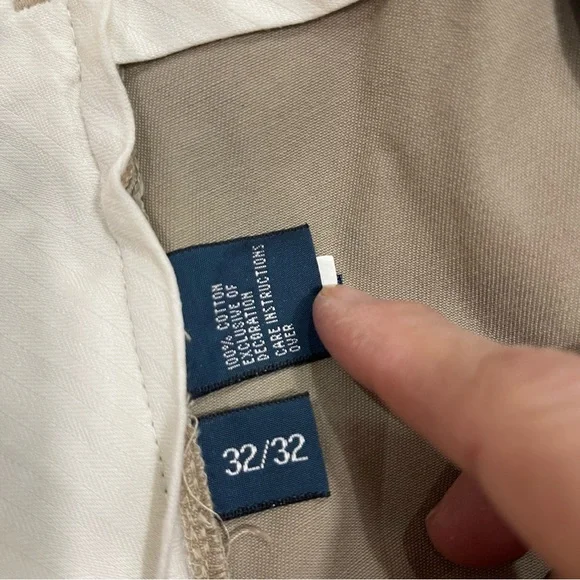 100% COTTON
EXCLUSIVE OF
DECORATION
CARE INSTRUCTIONS
OVER
32/32